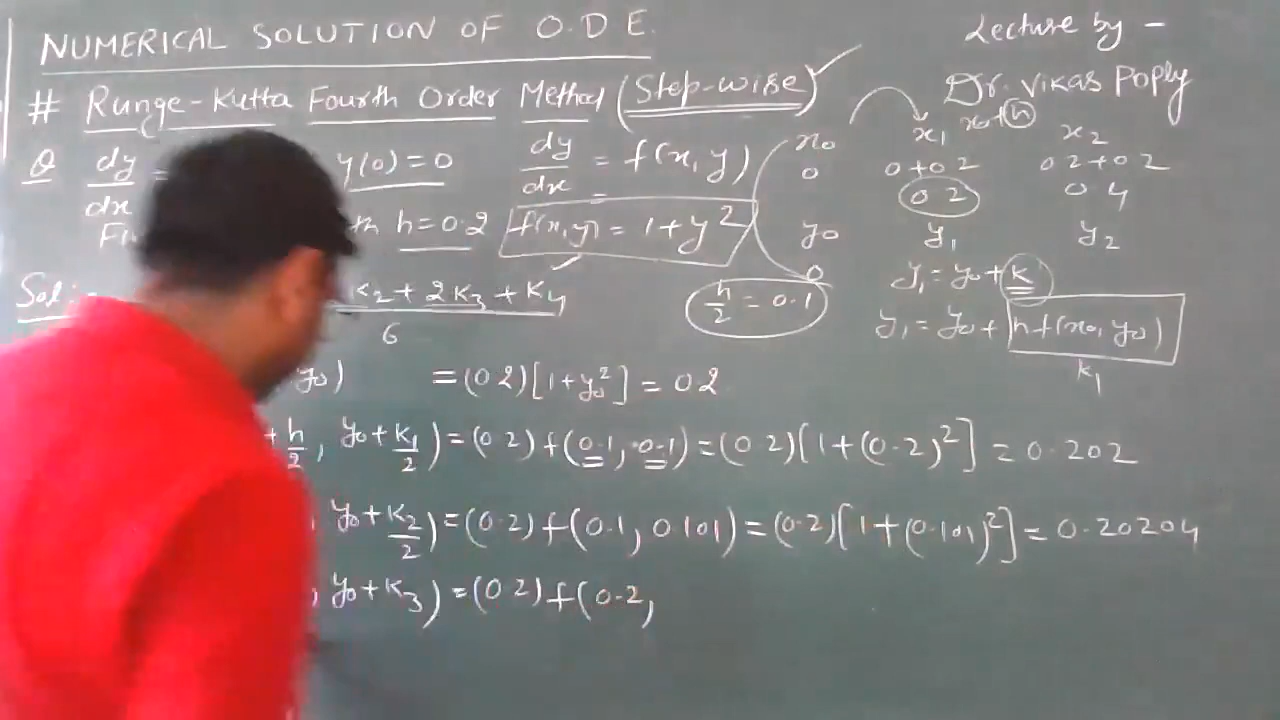 NUMERICAL SOLUTION OF O.D.E.
Lecture by -
Dr. Vikas Poply
# Runge-Kutta Fourth Order Method (Step-wise)
Q dy/dx = y(0)=0 dy/dx = f(x,y)
h=0.2 f(x,y) = 1+y²
x₀ x₁ x₀+h x₂
0 0+0.2 0.2+0.2
0.2 0.4
y₀ y₁ y₂
0 y₁=y₀+k
h/2 = 0.1 y₁=y₀+hf(x₀,y₀)
k₁
Sol:- K₂+2K₃+K₄
6
y₀) =(0.2)[1+y₀²]=0.2
+h/2, y₀+K₁/2)=(0.2)f(0.1,0.1)=(0.2)[1+(0.2)²]=0.202
, y₀+K₂/2)=(0.2)f(0.1,0.101)=(0.2)[1+(0.101)²]=0.20204
, y₀+K₃)=(0.2)f(0.2,